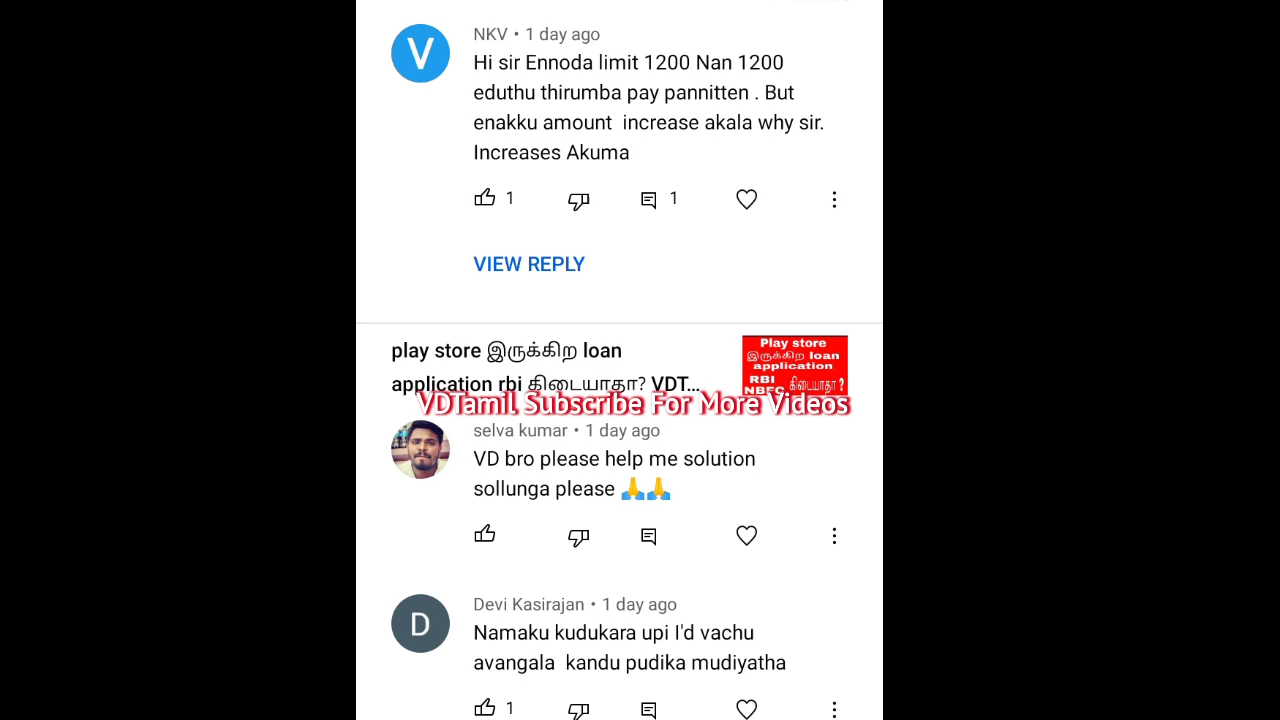 V
NKV • 1 day ago
Hi sir Ennoda limit 1200 Nan 1200
eduthu thirumba pay pannitten . But
enakku amount increase akala why sir.
Increases Akuma
1
1
VIEW REPLY
play store இருக்கிற loan
application rbi கிடையாதா? VDT...
Play store
இருக்கிற loan
application
RBI
NBFC கிடையாதா ?
VDTamil Subscribe For More Videos
selva kumar • 1 day ago
VD bro please help me solution
sollunga please 🙏🙏
D
Devi Kasirajan • 1 day ago
Namaku kudukara upi I'd vachu
avangala kandu pudika mudiyatha
1